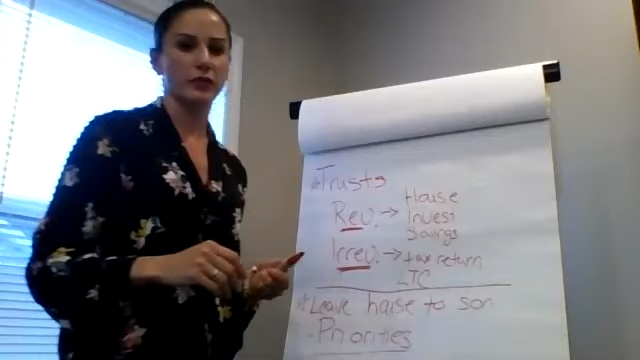 *Trusts
Rev. → House
Invest
Savings
Irrev. → tax return,
LTC
*Leave house to son
- Priorities